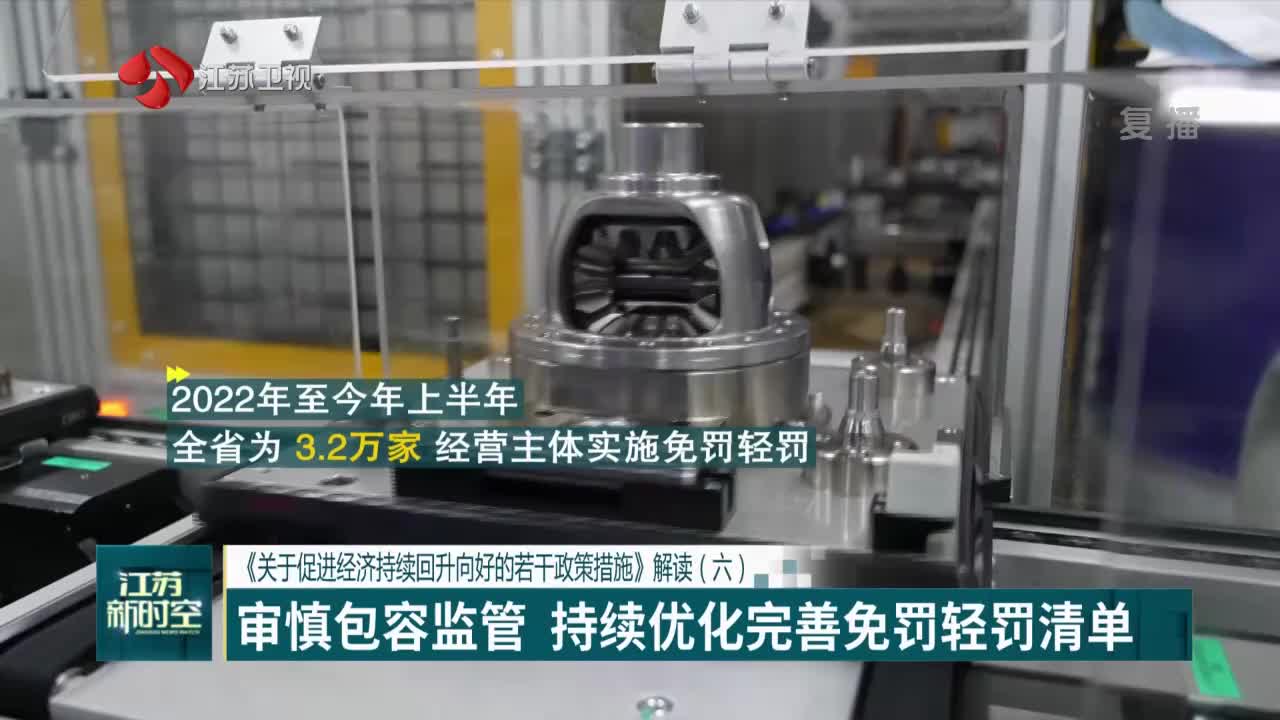 江苏卫视
复播
2022年至今年上半年
全省为 3.2万家 经营主体实施免罚轻罚
《关于促进经济持续回升向好的若干政策措施》解读（六）
江苏
新时空
审慎包容监管 持续优化完善免罚轻罚清单